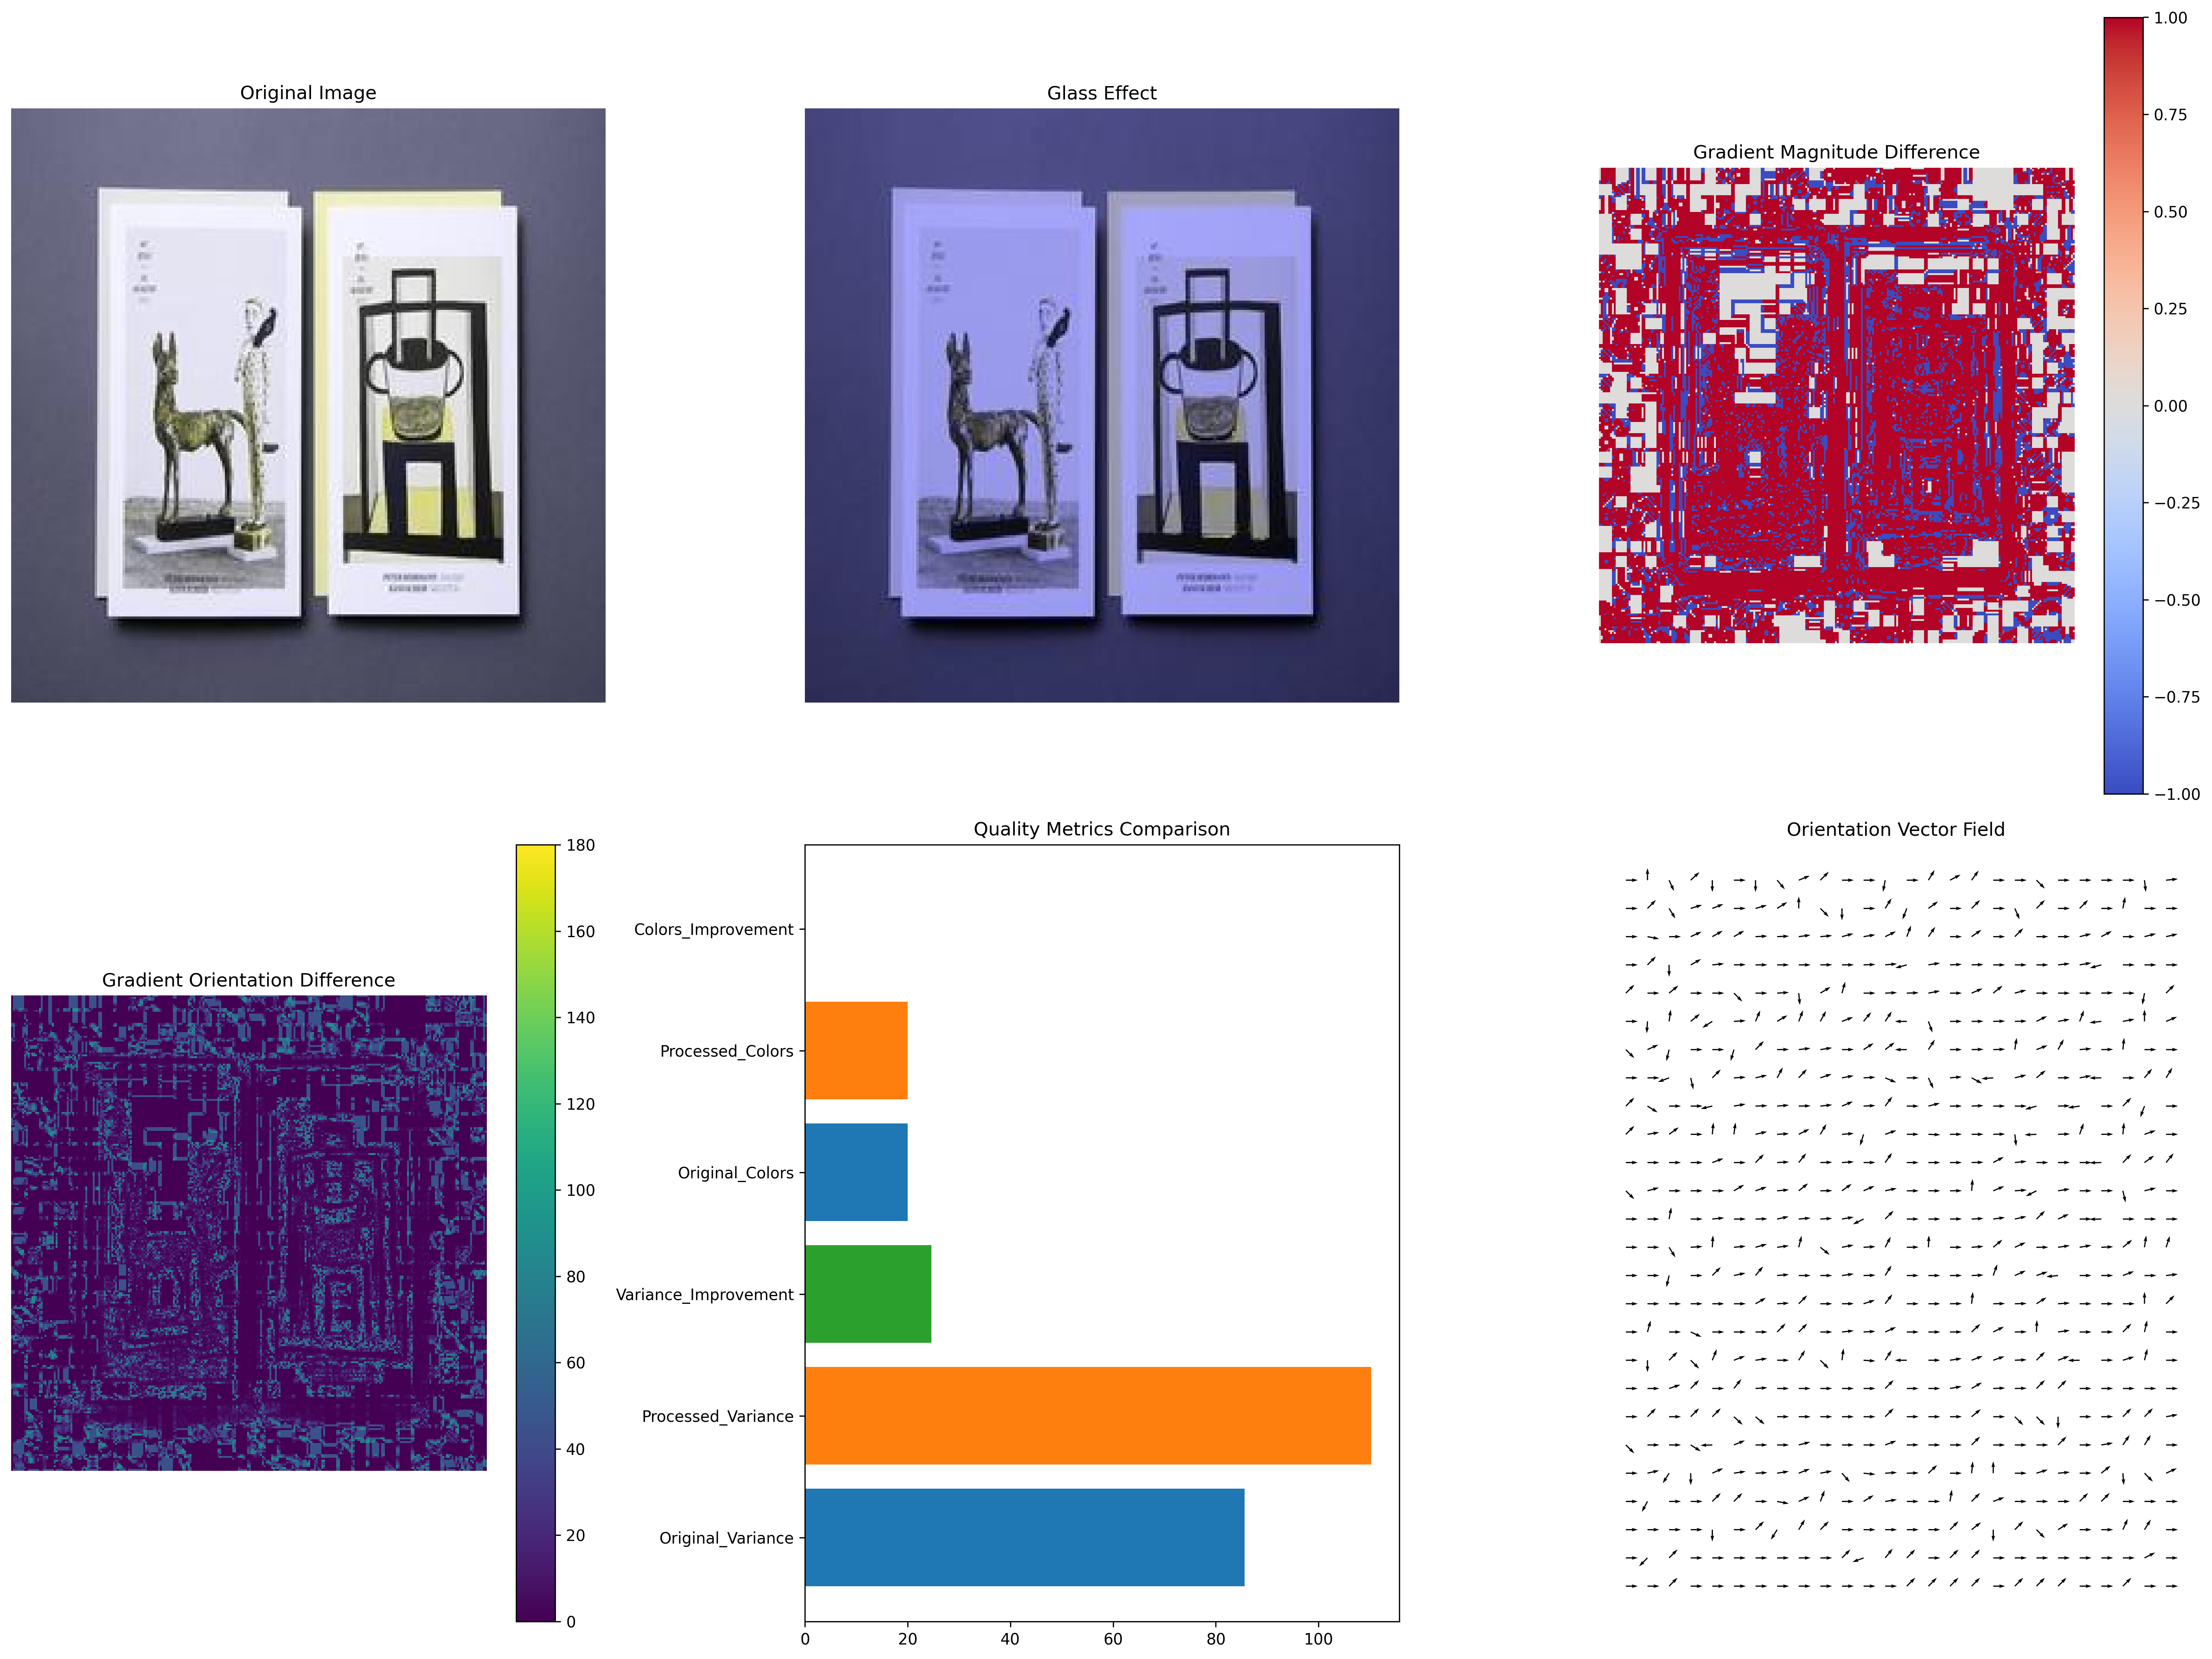 Original Image
Glass Effect
Gradient Magnitude Difference
1.00
0.75
0.50
0.25
0.00
−0.25
−0.50
−0.75
−1.00
Gradient Orientation Difference
180
160
140
120
100
80
60
40
20
0
Quality Metrics Comparison
Colors_Improvement
Processed_Colors
Original_Colors
Variance_Improvement
Processed_Variance
Original_Variance
0 20 40 60 80 100
Orientation Vector Field